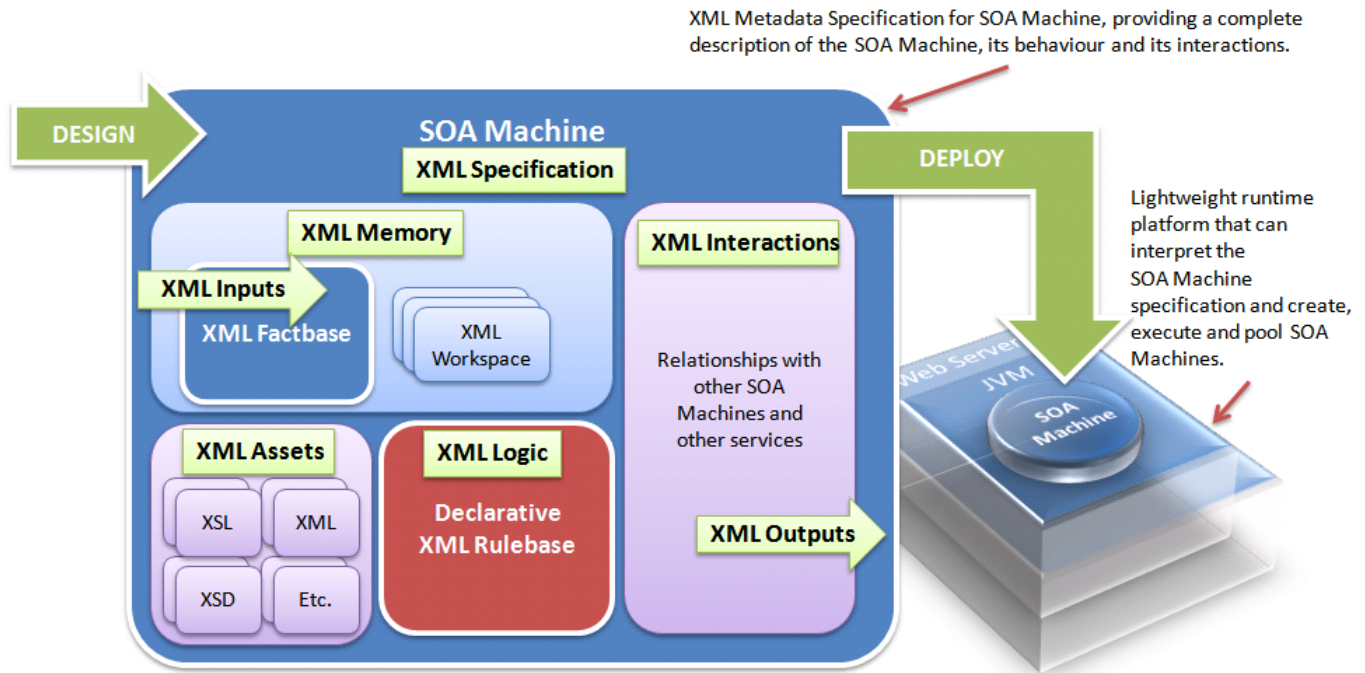 XML Metadata Specification for SOA Machine, providing a complete
description of the SOA Machine, its behaviour and its interactions.
DESIGN
SOA Machine
XML Specification
DEPLOY
Lightweight runtime
platform that can
interpret the
SOA Machine
specification and create,
execute and pool SOA
Machines.
XML Memory
XML Inputs
XML Factbase
XML
Workspace
XML Interactions
Relationships with
other SOA
Machines and
other services
XML Outputs
XML Assets
XSL
XML
XSD
Etc.
XML Logic
Declarative
XML Rulebase
Web Server
JVM
SOA
Machine